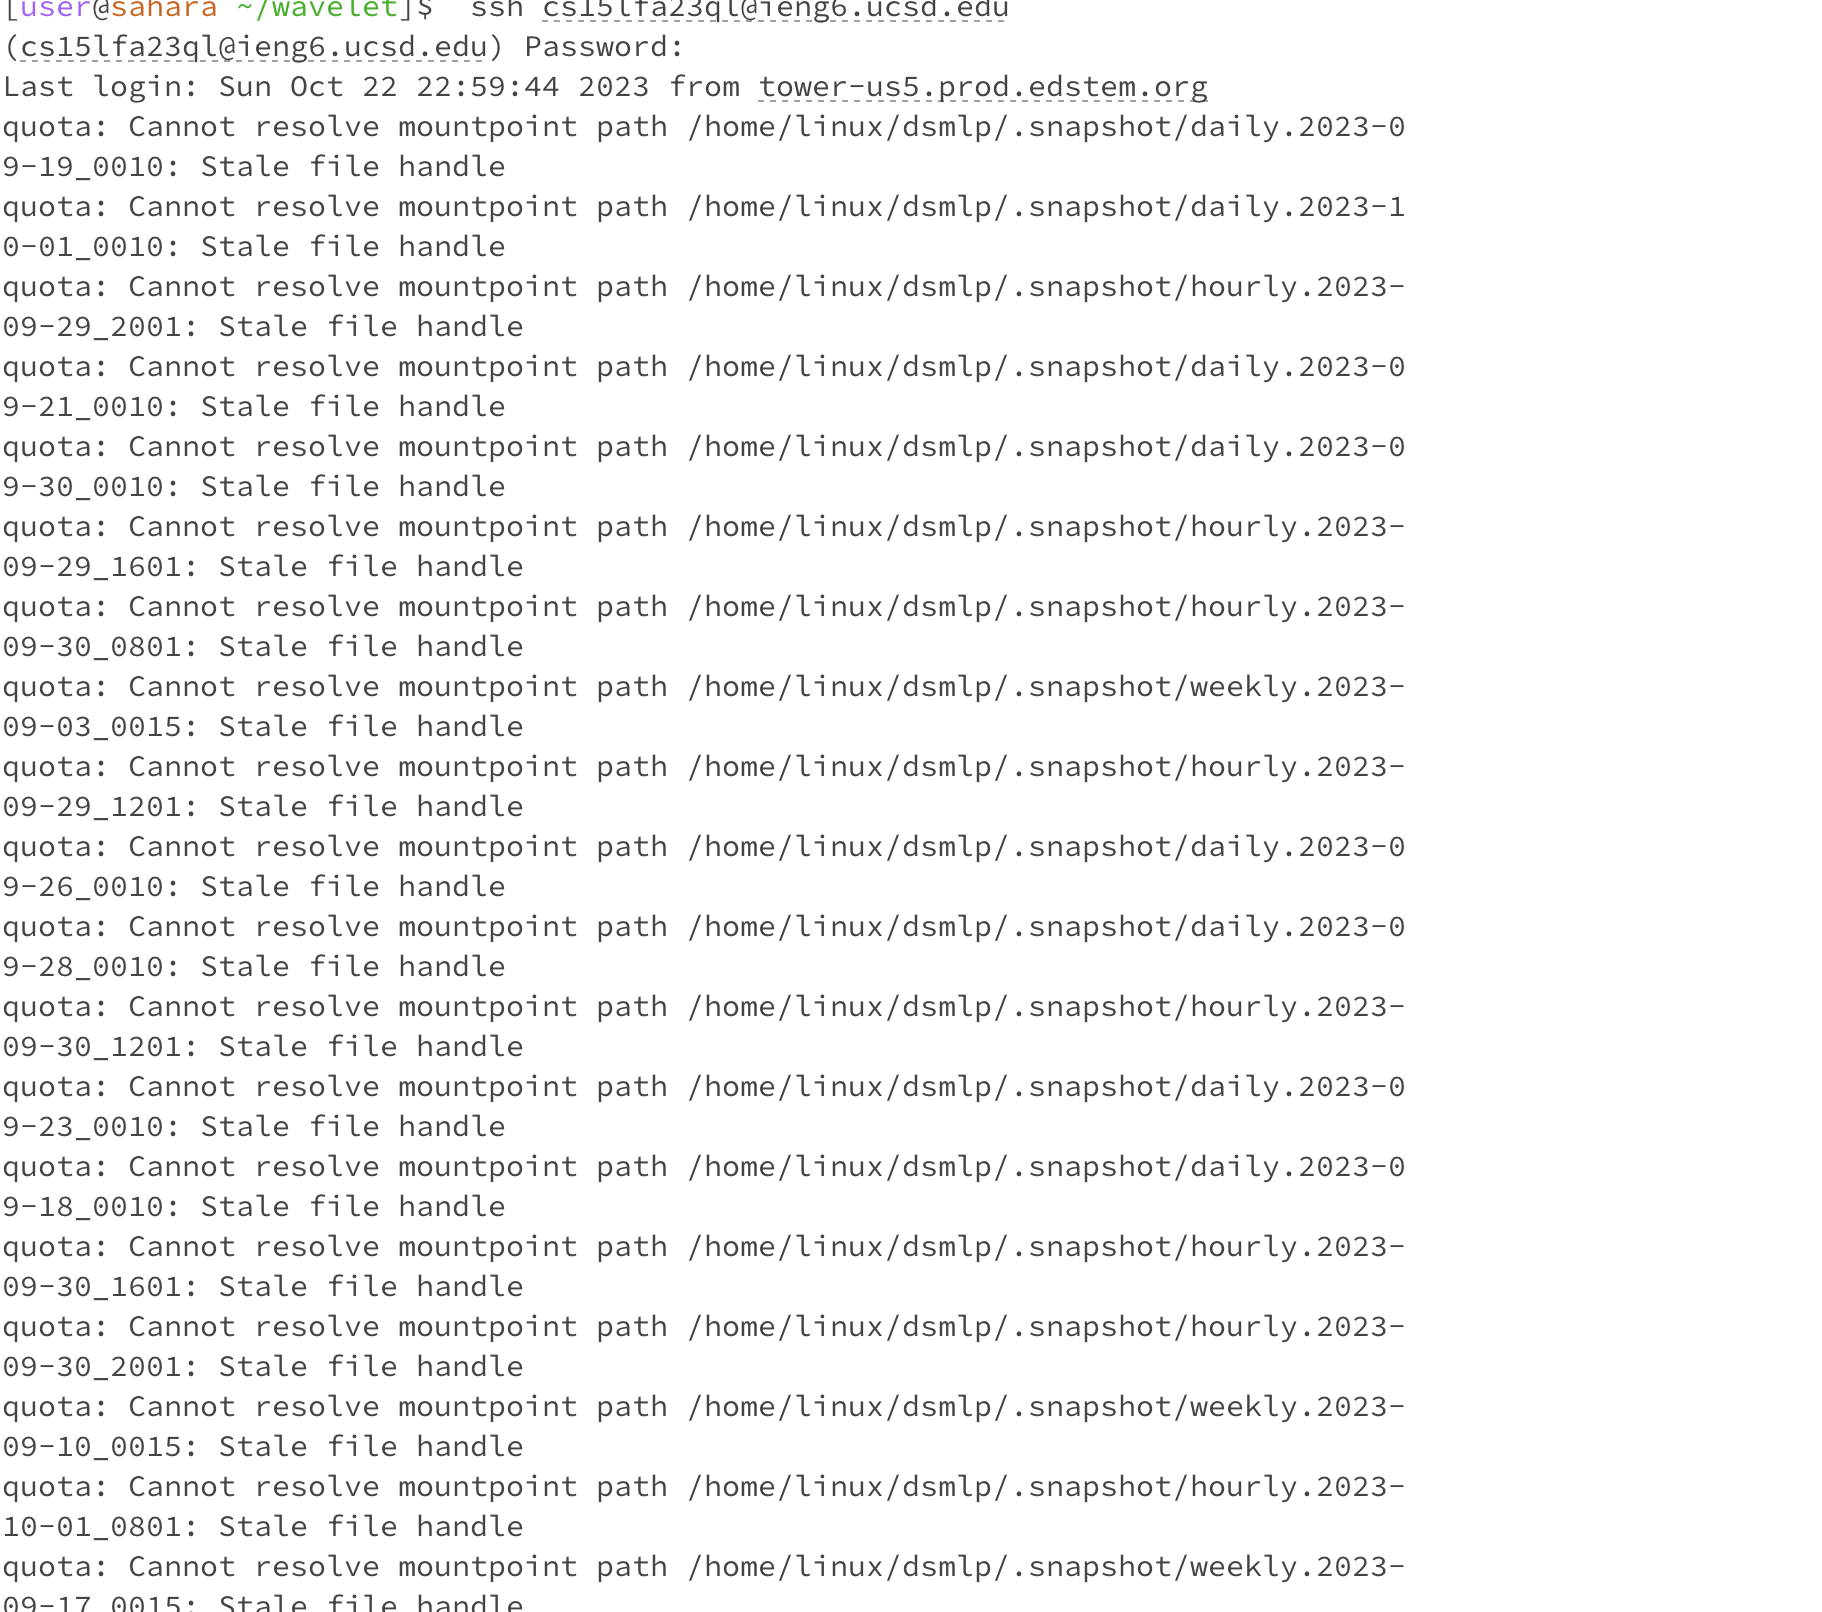 [user@sahara ~/wavelet]$  ssh cs15lfa23ql@ieng6.ucsd.edu
(cs15lfa23ql@ieng6.ucsd.edu) Password:
Last login: Sun Oct 22 22:59:44 2023 from tower-us5.prod.edstem.org
quota: Cannot resolve mountpoint path /home/linux/dsmlp/.snapshot/daily.2023-0
9-19_0010: Stale file handle
quota: Cannot resolve mountpoint path /home/linux/dsmlp/.snapshot/daily.2023-1
0-01_0010: Stale file handle
quota: Cannot resolve mountpoint path /home/linux/dsmlp/.snapshot/hourly.2023-
09-29_2001: Stale file handle
quota: Cannot resolve mountpoint path /home/linux/dsmlp/.snapshot/daily.2023-0
9-21_0010: Stale file handle
quota: Cannot resolve mountpoint path /home/linux/dsmlp/.snapshot/daily.2023-0
9-30_0010: Stale file handle
quota: Cannot resolve mountpoint path /home/linux/dsmlp/.snapshot/hourly.2023-
09-29_1601: Stale file handle
quota: Cannot resolve mountpoint path /home/linux/dsmlp/.snapshot/hourly.2023-
09-30_0801: Stale file handle
quota: Cannot resolve mountpoint path /home/linux/dsmlp/.snapshot/weekly.2023-
09-03_0015: Stale file handle
quota: Cannot resolve mountpoint path /home/linux/dsmlp/.snapshot/hourly.2023-
09-29_1201: Stale file handle
quota: Cannot resolve mountpoint path /home/linux/dsmlp/.snapshot/daily.2023-0
9-26_0010: Stale file handle
quota: Cannot resolve mountpoint path /home/linux/dsmlp/.snapshot/daily.2023-0
9-28_0010: Stale file handle
quota: Cannot resolve mountpoint path /home/linux/dsmlp/.snapshot/hourly.2023-
09-30_1201: Stale file handle
quota: Cannot resolve mountpoint path /home/linux/dsmlp/.snapshot/daily.2023-0
9-23_0010: Stale file handle
quota: Cannot resolve mountpoint path /home/linux/dsmlp/.snapshot/daily.2023-0
9-18_0010: Stale file handle
quota: Cannot resolve mountpoint path /home/linux/dsmlp/.snapshot/hourly.2023-
09-30_1601: Stale file handle
quota: Cannot resolve mountpoint path /home/linux/dsmlp/.snapshot/hourly.2023-
09-30_2001: Stale file handle
quota: Cannot resolve mountpoint path /home/linux/dsmlp/.snapshot/weekly.2023-
09-10_0015: Stale file handle
quota: Cannot resolve mountpoint path /home/linux/dsmlp/.snapshot/hourly.2023-
10-01_0801: Stale file handle
quota: Cannot resolve mountpoint path /home/linux/dsmlp/.snapshot/weekly.2023-
09-17_0015: Stale file handle